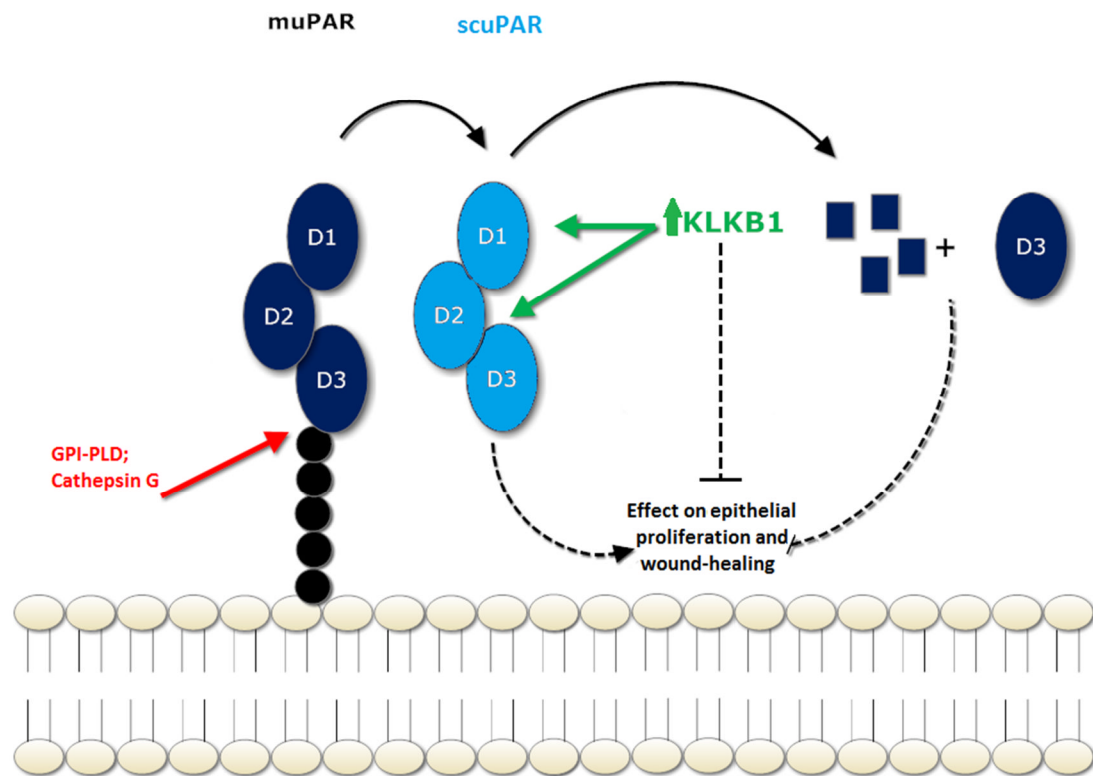 muPAR
scuPAR
D1
D2
D3
D1
D2
D3
KLKB1
+
D3
GPI-PLD;
Cathepsin G
Effect on epithelial
proliferation and
wound-healing